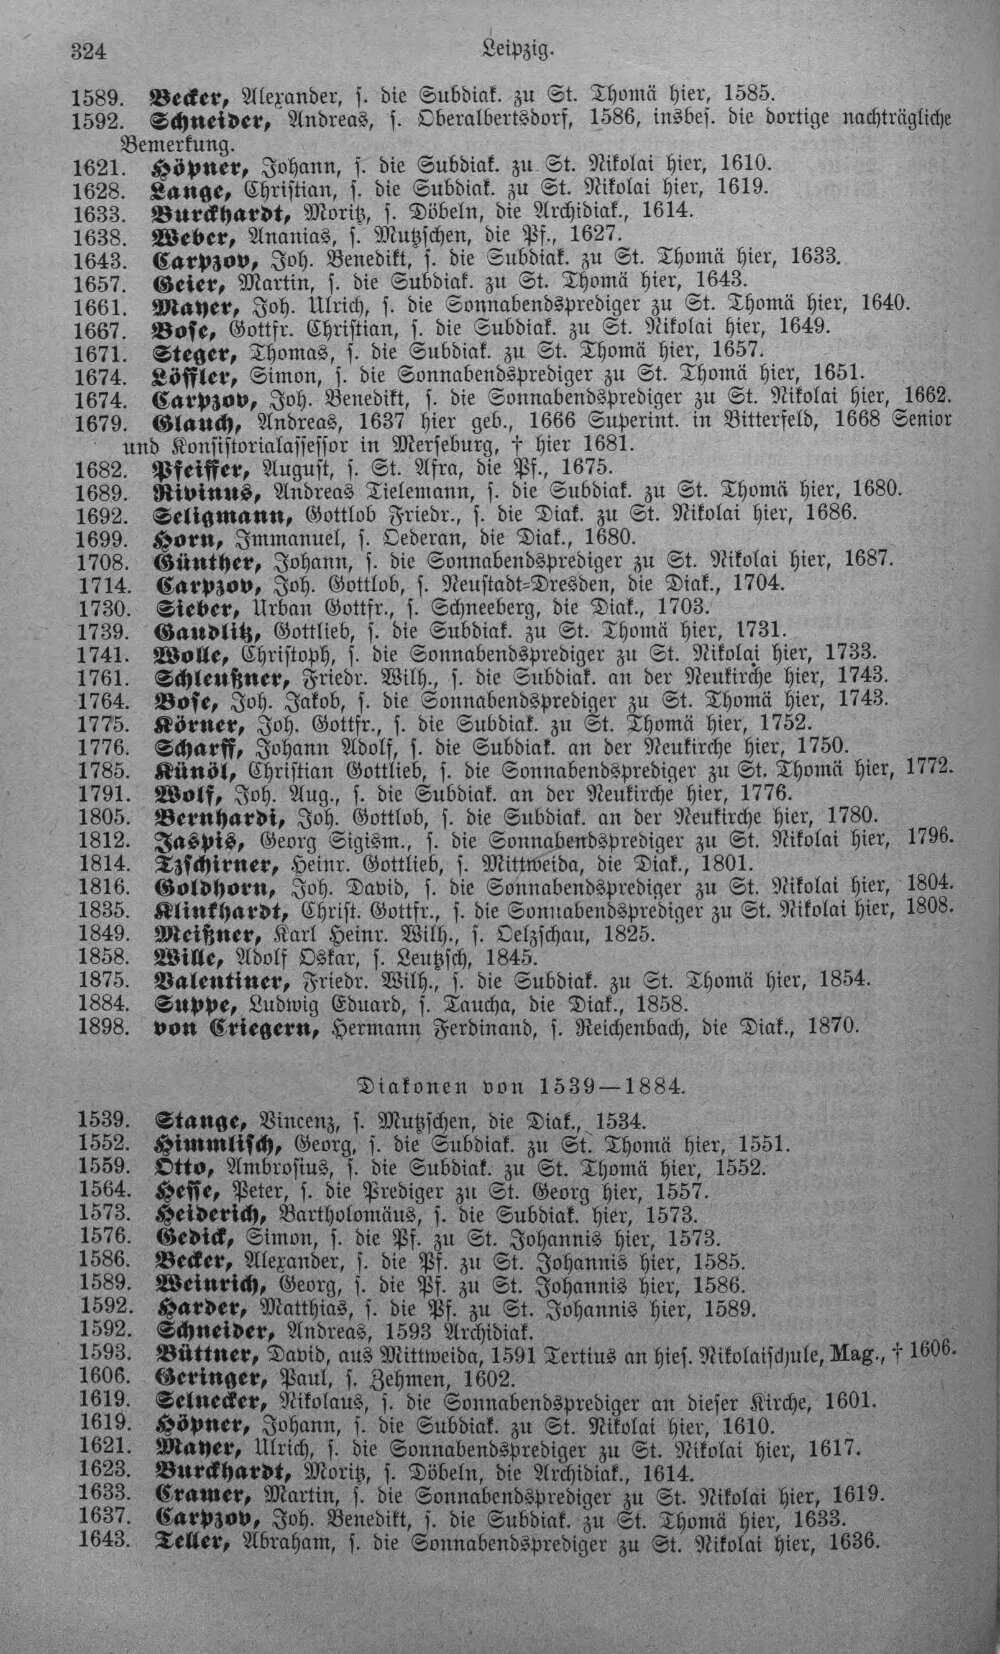 324 Leipzig.
1589. Becker, Alexander, s. die Subdiak. zu St. Thomä hier, 1585.
1592. Schneider, Andreas, s. Oberalbertsdorf, 1586, insbes. die dortige nachträgliche
Bemerkung.
1621. Höpner, Johann, s. die Subdiak. zu St. Nikolai hier, 1610.
1628. Lange, Christian, s. die Subdiak. zu St. Nikolai hier, 1619.
1633. Burckhardt, Moritz, s. Döbeln, die Archidiak., 1614.
1638. Weber, Ananias, s. Mutzschen, die Pf., 1627.
1643. Carpzov, Joh. Benedikt, s. die Subdiak. zu St. Thomä hier, 1633.
1657. Geier, Martin, s. die Subdiak. zu St. Thomä hier, 1643.
1661. Mayer, Joh. Ulrich, s. die Sonnabendsprediger zu St. Thomä hier, 1640.
1667. Bose, Gottfr. Christian, s. die Subdiak. zu St. Nikolai hier, 1649.
1671. Steger, Thomas, s. die Subdiak. zu St. Thomä hier, 1657.
1674. Löffler, Simon, s. die Sonnabendsprediger zu St. Thomä hier, 1651.
1674. Carpzov, Joh. Benedikt, s. die Sonnabendsprediger zu St. Nikolai hier, 1662.
1679. Glauch, Andreas, 1637 hier geb., 1666 Superint. in Bitterfeld, 1668 Senior
und Konsistorialassessor in Merseburg, † hier 1681.
1682. Pfeiffer, August, s. St. Afra, die Pf., 1675.
1689. Rivinus, Andreas Tielemann, s. die Subdiak. zu St. Thomä hier, 1680.
1692. Seligmann, Gottlob Friedr., s. die Diak. zu St. Nikolai hier, 1686.
1699. Horn, Immanuel, s. Oederan, die Diak., 1680.
1708. Günther, Johann, s. die Sonnabendsprediger zu St. Nikolai hier, 1687.
1714. Carpzov, Joh. Gottlob, s. Neustadt-Dresden, die Diak., 1704.
1730. Sieber, Urban Gottfr., s. Schneeberg, die Diak., 1703.
1739. Gaudlitz, Gottlieb, s. die Subdiak. zu St. Thomä hier, 1731.
1741. Wolle, Christoph, s. die Sonnabendsprediger zu St. Nikolai hier, 1733.
1761. Schleußner, Friedr. Wilh., s. die Subdiak. an der Neukirche hier, 1743.
1764. Bose, Joh. Jakob, s. die Sonnabendsprediger zu St. Thomä hier, 1743.
1775. Körner, Joh. Gottfr., s. die Subdiak. zu St. Thomä hier, 1752.
1776. Scharff, Johann Adolf, s. die Subdiak. an der Neukirche hier, 1750.
1785. Künöl, Christian Gottlieb, s. die Sonnabendsprediger zu St. Thomä hier, 1772.
1791. Wolf, Joh. Aug., s. die Subdiak. an der Neukirche hier, 1776.
1805. Bernhardi, Joh. Gottlob, s. die Subdiak. an der Neukirche hier, 1780.
1812. Jaspis, Georg Sigism., s. die Sonnabendsprediger zu St. Nikolai hier, 1796.
1814. Tzschirner, Heinr. Gottlieb, s. Mittweida, die Diak., 1801.
1816. Goldhorn, Joh. David, s. die Sonnabendsprediger zu St. Nikolai hier, 1804.
1835. Klinkhardt, Christ. Gottfr., s. die Sonnabendsprediger zu St. Nikolai hier, 1808.
1849. Meißner, Karl Heinr. Wilh., s. Oelzschau, 1825.
1858. Wille, Adolf Oskar, s. Leutzsch, 1845.
1875. Valentiner, Friedr. Wilh., s. die Subdiak. zu St. Thomä hier, 1854.
1884. Suppe, Ludwig Eduard, s. Taucha, die Diak., 1858.
1898. von Criegern, Hermann Ferdinand, s. Reichenbach, die Diak., 1870.
Diakonen von 1539—1884.
1539. Stange, Vincenz, s. Mutzschen, die Diak., 1534.
1552. Himmlisch, Georg, s. die Subdiak. zu St. Thomä hier, 1551.
1559. Otto, Ambrosius, s. die Subdiak. zu St. Thomä hier, 1552.
1564. Hesse, Peter, s. die Prediger zu St. Georg hier, 1557.
1573. Heiderich, Bartholomäus, s. die Subdiak. hier, 1573.
1576. Gedick, Simon, s. die Pf. zu St. Johannis hier, 1573.
1586. Becker, Alexander, s. die Pf. zu St. Johannis hier, 1585.
1589. Weinrich, Georg, s. die Pf. zu St. Johannis hier, 1586.
1592. Harder, Matthias, s. die Pf. zu St. Johannis hier, 1589.
1592. Schneider, Andreas, 1593 Archidiak.
1593. Büttner, David, aus Mittweida, 1591 Tertius an hies. Nikolaischule, Mag., † 1606.
1606. Geringer, Paul, s. Zehmen, 1602.
1619. Selnecker, Nikolaus, s. die Sonnabendsprediger an dieser Kirche, 1601.
1619. Höpner, Johann, s. die Subdiak. zu St. Nikolai hier, 1610.
1621. Mayer, Ulrich, s. die Sonnabendsprediger zu St. Nikolai hier, 1617.
1623. Burckhardt, Moritz, s. Döbeln, die Archidiak., 1614.
1633. Cramer, Martin, s. die Sonnabendsprediger zu St. Nikolai hier, 1619.
1637. Carpzov, Joh. Benedikt, s. die Subdiak. zu St. Thomä hier, 1633.
1643. Teller, Abraham, s. die Sonnabendsprediger zu St. Nikolai hier, 1636.